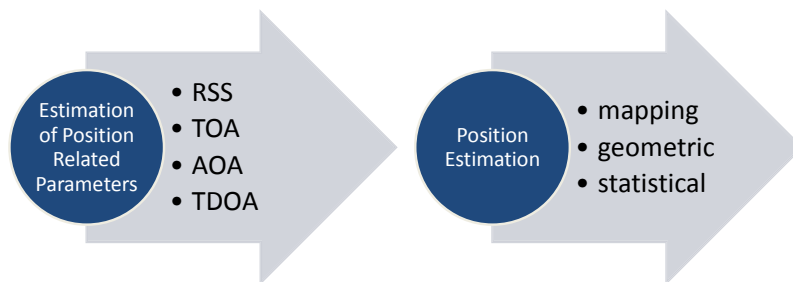 Estimation
of Position
Related
Parameters
• RSS
• TOA
• AOA
• TDOA
Position
Estimation
• mapping
• geometric
• statistical